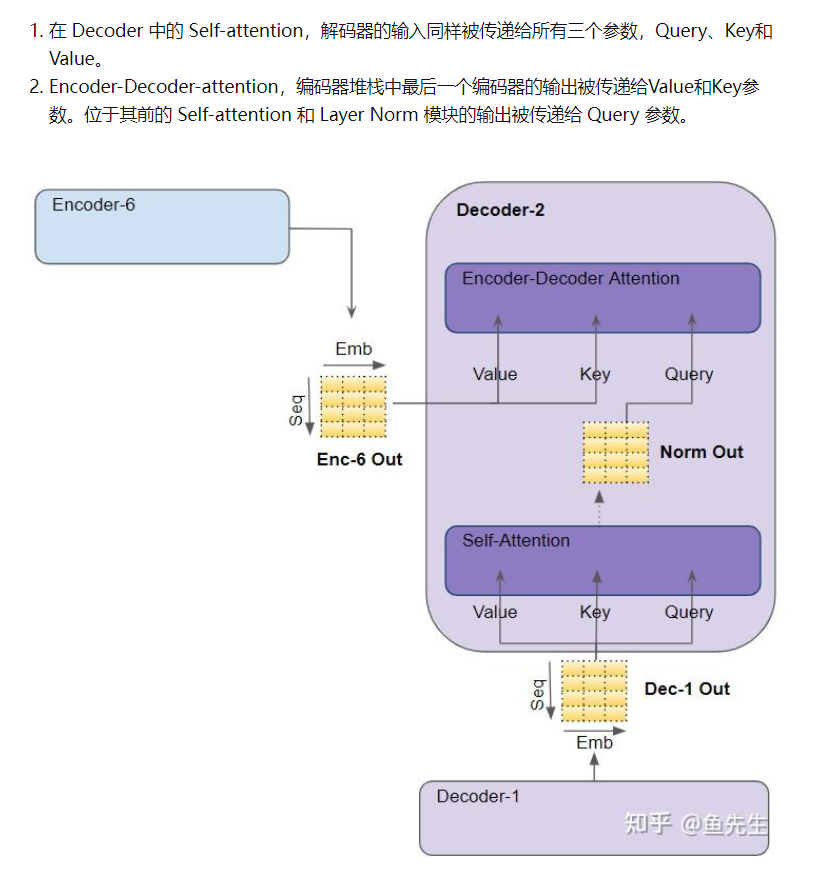 1. 在 Decoder 中的 Self-attention，解码器的输入同样被传递给所有三个参数，Query、Key和
Value。
2. Encoder-Decoder-attention，编码器堆栈中最后一个编码器的输出被传递给Value和Key参
数。位于其前的 Self-attention 和 Layer Norm 模块的输出被传递给 Query 参数。
Encoder-6
Decoder-2
Encoder-Decoder Attention
Emb
Value Key Query
Seq
Enc-6 Out
Norm Out
Self-Attention
Value Key Query
Seq
Dec-1 Out
Emb
Decoder-1
知乎 @鱼先生